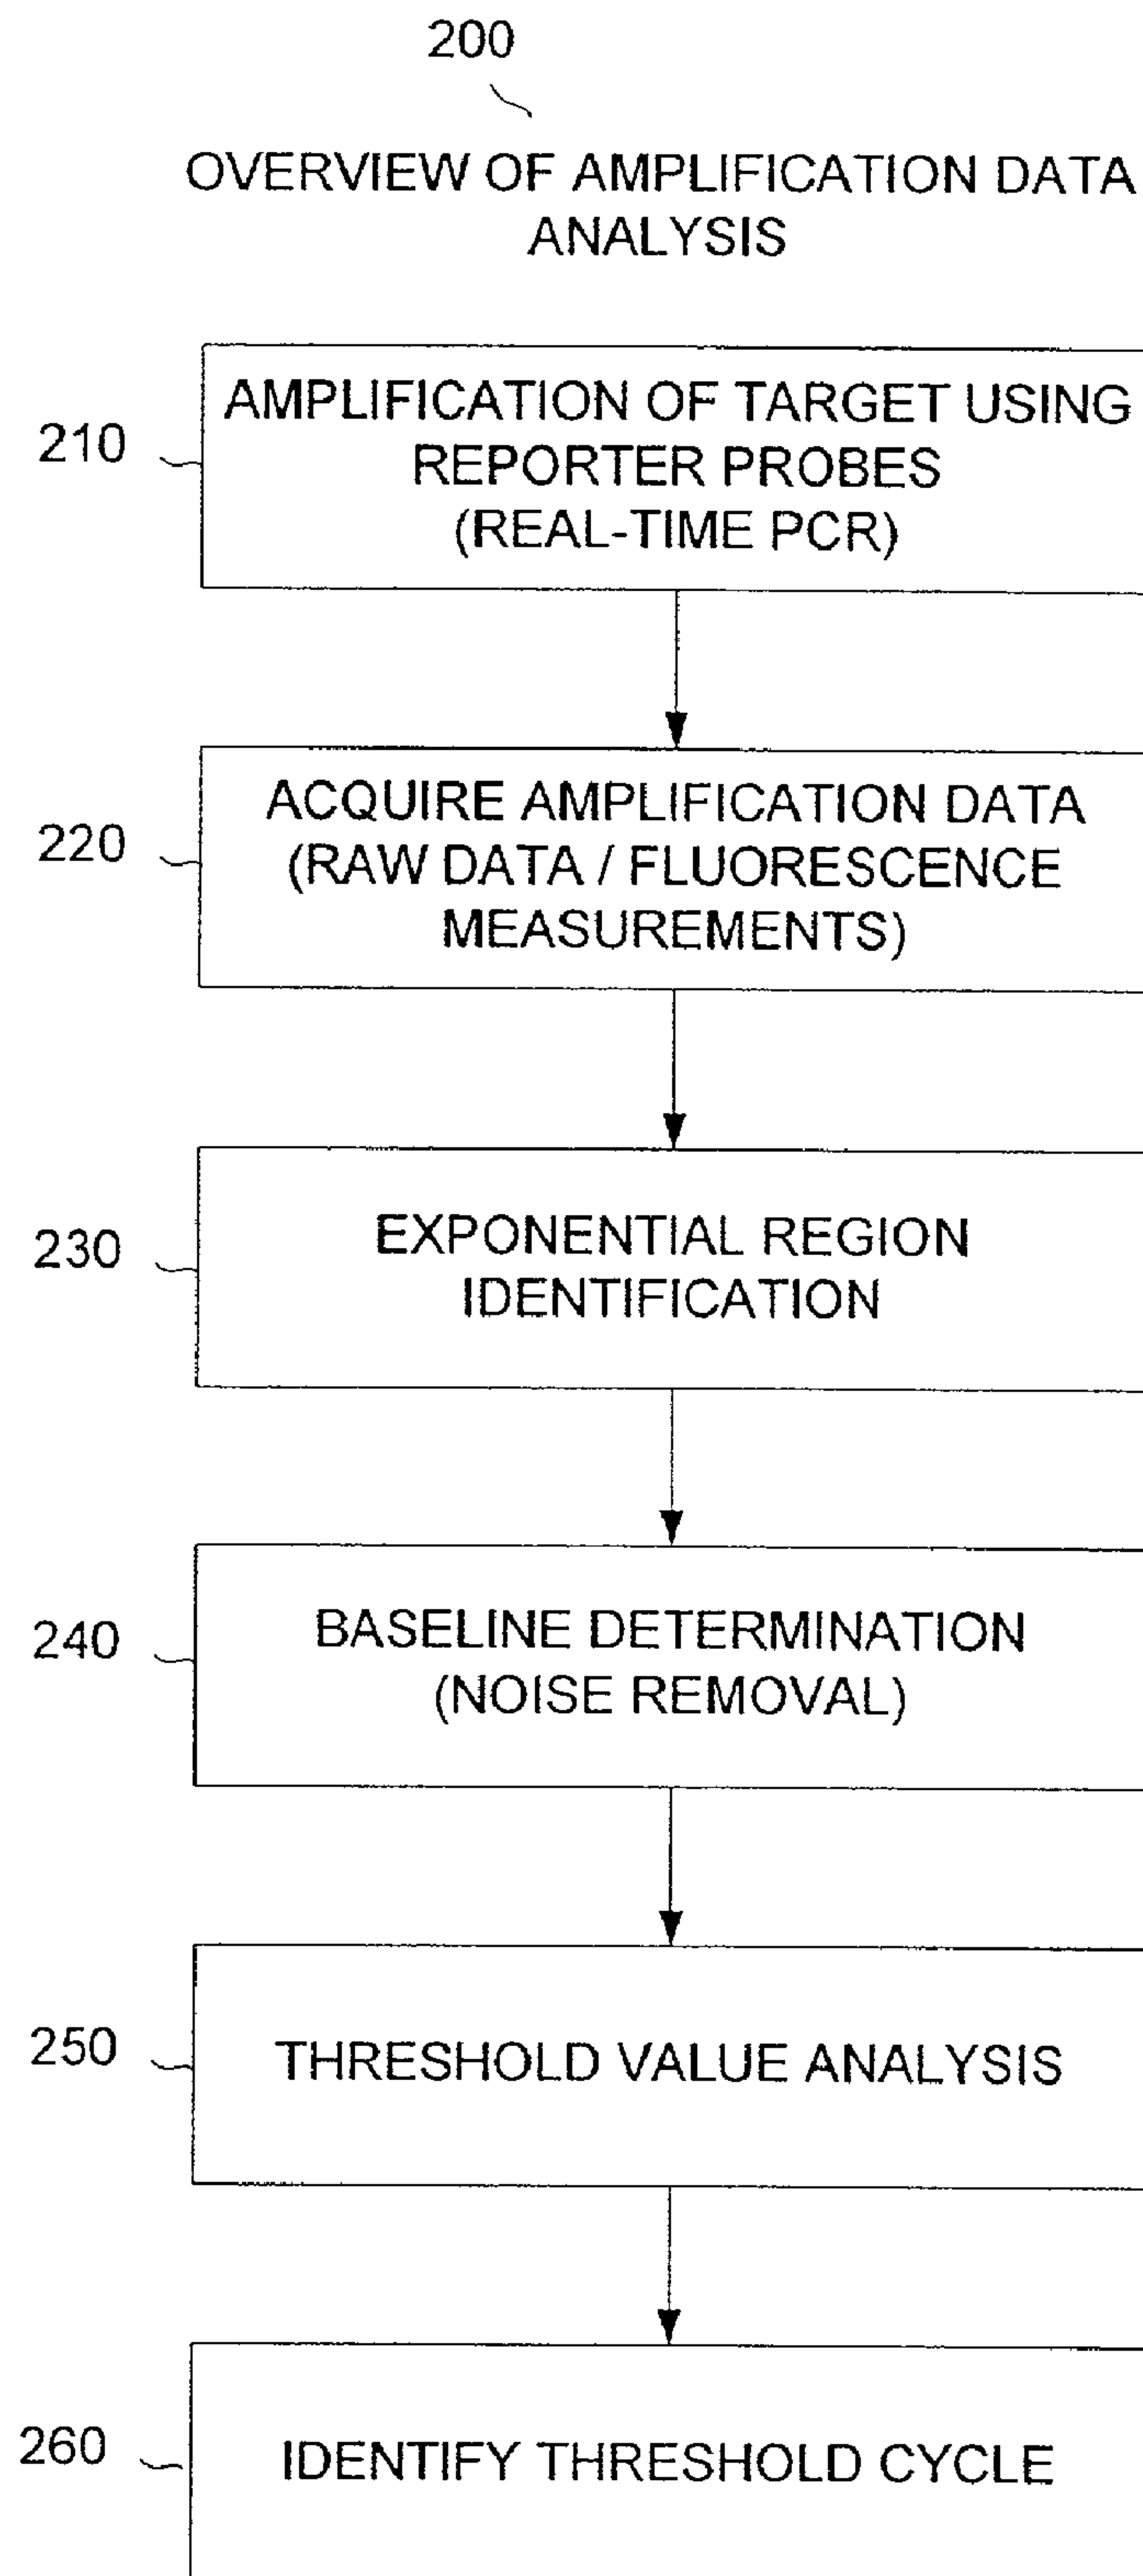 200
OVERVIEW OF AMPLIFICATION DATA
ANALYSIS
210
AMPLIFICATION OF TARGET USING
REPORTER PROBES
(REAL-TIME PCR)
220
ACQUIRE AMPLIFICATION DATA
(RAW DATA / FLUORESCENCE
MEASUREMENTS)
230
EXPONENTIAL REGION
IDENTIFICATION
240
BASELINE DETERMINATION
(NOISE REMOVAL)
250
THRESHOLD VALUE ANALYSIS
260
IDENTIFY THRESHOLD CYCLE